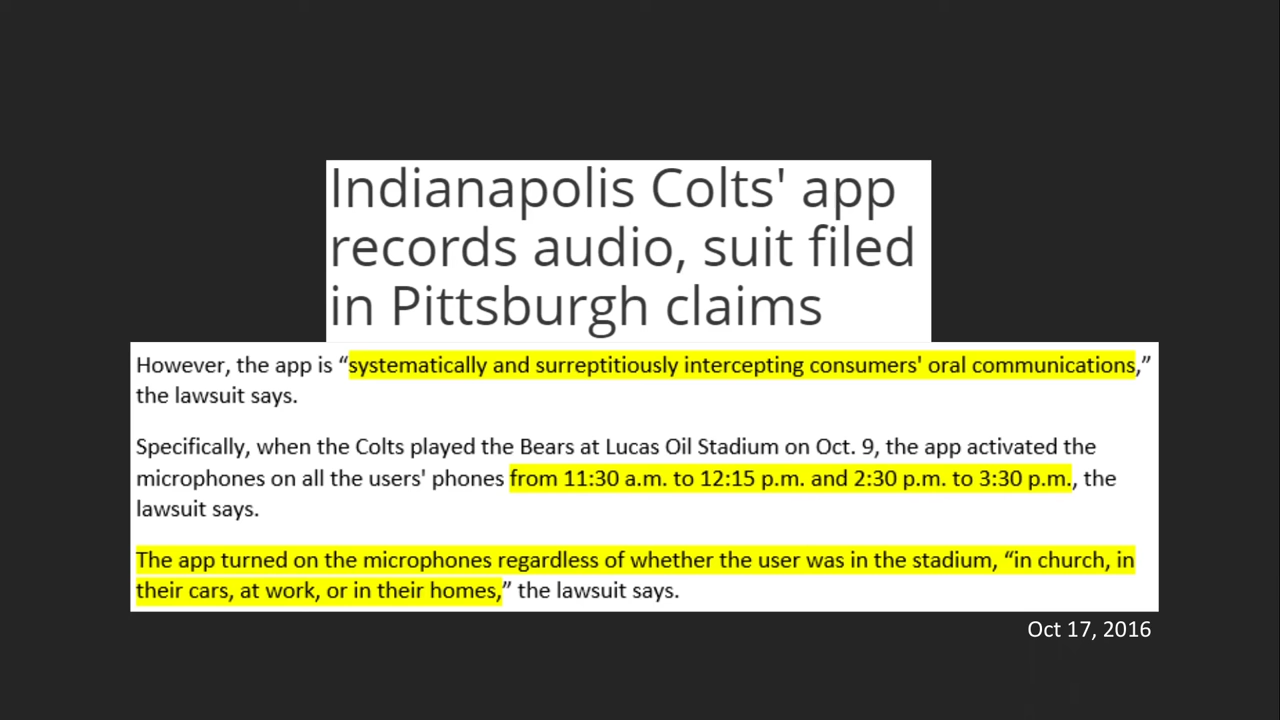 Indianapolis Colts' app
records audio, suit filed
in Pittsburgh claims
However, the app is “systematically and surreptitiously intercepting consumers' oral communications,”
the lawsuit says.
Specifically, when the Colts played the Bears at Lucas Oil Stadium on Oct. 9, the app activated the
microphones on all the users' phones from 11:30 a.m. to 12:15 p.m. and 2:30 p.m. to 3:30 p.m., the
lawsuit says.
The app turned on the microphones regardless of whether the user was in the stadium, “in church, in
their cars, at work, or in their homes,” the lawsuit says.
Oct 17, 2016